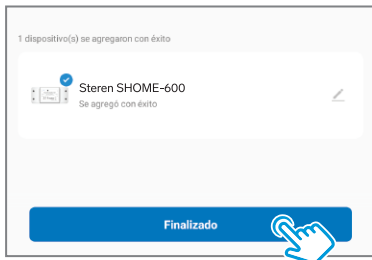 1 dispositivo(s) se agregaron con éxito
Steren SHOME-600
Se agregó con éxito
Finalizado